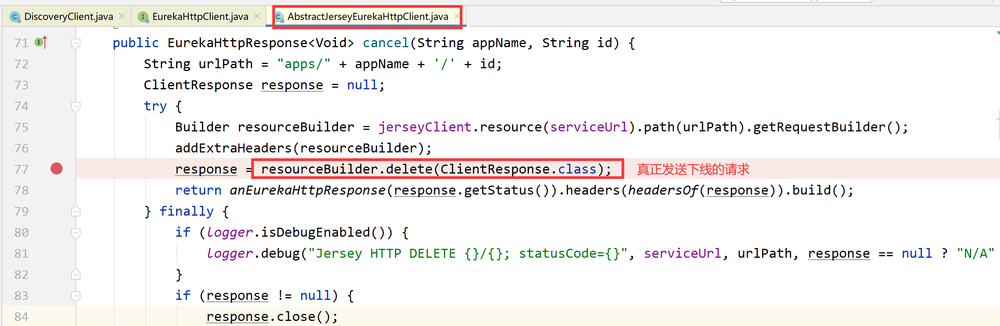 DiscoveryClient.java EurekaHttpClient.java AbstractJerseyEurekaHttpClient.java
71 public EurekaHttpResponse<Void> cancel(String appName, String id) {
72 String urlPath = "apps/" + appName + '/' + id;
73 ClientResponse response = null;
74 try {
75 Builder resourceBuilder = jerseyClient.resource(serviceUrl).path(urlPath).getRequestBuilder();
76 addExtraHeaders(resourceBuilder);
77 response = resourceBuilder.delete(ClientResponse.class); 真正发送下线的请求
78 return anEurekaHttpResponse(response.getStatus()).headers(headersOf(response)).build();
79 } finally {
80 if (logger.isDebugEnabled()) {
81 logger.debug("Jersey HTTP DELETE {}/{}; statusCode={}", serviceUrl, urlPath, response == null ? "N/A"
82 }
83 if (response != null) {
84 response.close();